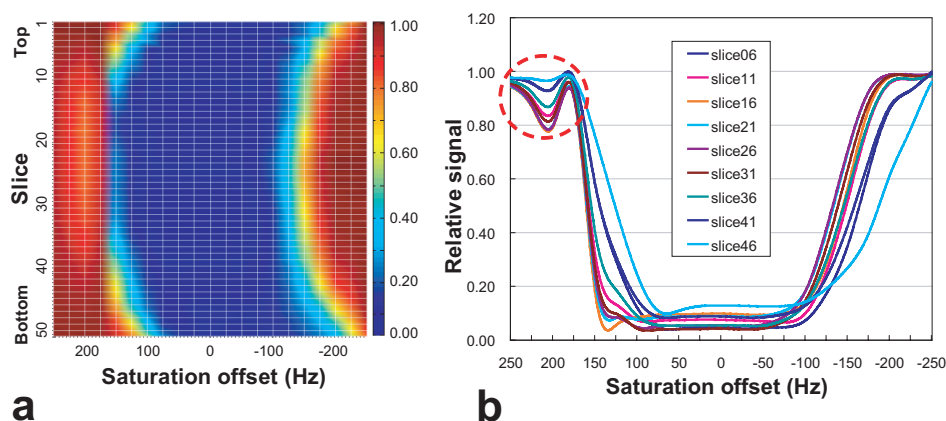 Top
Slice
Bottom
1
10
20
30
40
50
200
100
0
-100
-200
Saturation offset (Hz)
1.00
0.80
0.60
0.40
0.20
0.00
a
Relative signal
1.20
1.00
0.80
0.60
0.40
0.20
0.00
slice06
slice11
slice16
slice21
slice26
slice31
slice36
slice41
slice46
250
200
150
100
50
0
-50
-100
-150
-200
-250
Saturation offset (Hz)
b